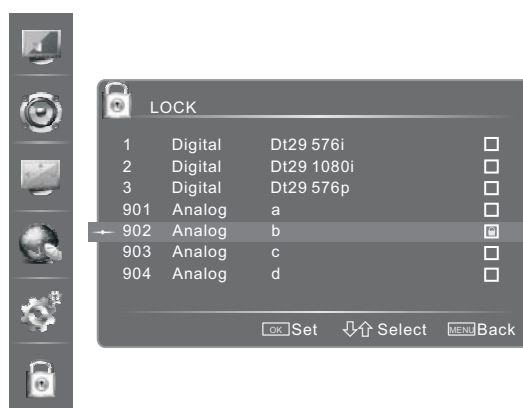 LOCK
1 Digital Dt29 576i
2 Digital Dt29 1080i
3 Digital Dt29 576p
901 Analog a
902 Analog b
903 Analog c
904 Analog d
OK Set Select MENU Back